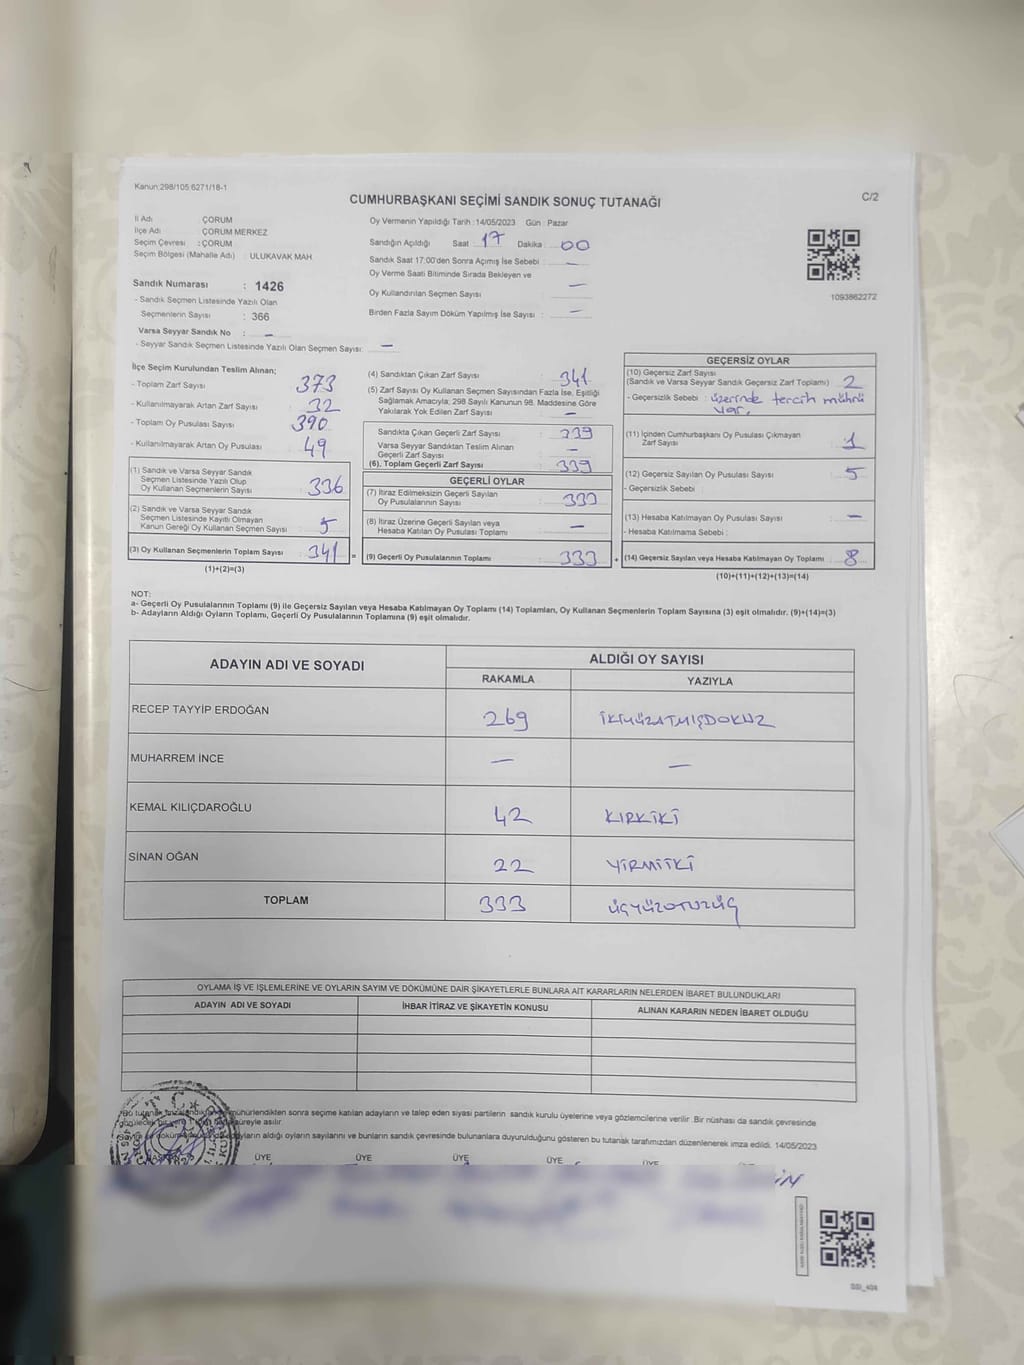 Kanun:298/105.6271/18-1
CUMHURBAŞKANI SEÇİMİ SANDIK SONUÇ TUTANAĞI
C/2
İl Adı ÇORUM
İlçe Adı ÇORUM MERKEZ
Seçim Çevresi : ÇORUM
Seçim Bölgesi (Mahalle Adı) : ULUKAVAK MAH
Oy Vermenin Yapıldığı Tarih : 14/05/2023 Gün : Pazar
Sandığın Açıldığı Saat 17 Dakika : 00
Sandık Saat 17:00'den Sonra Açımış İse Sebebi : —
Oy Verme Saati Bitiminde Sırada Bekleyen ve
Oy Kullandırılan Seçmen Sayısı : —
Birden Fazla Sayım Döküm Yapılmış İse Sayısı : —
1093862272
Sandık Numarası : 1426
- Sandık Seçmen Listesinde Yazılı Olan
Seçmenlerin Sayısı : 366
Varsa Seyyar Sandık No : —
- Seyyar Sandık Seçmen Listesinde Yazılı Olan Seçmen Sayısı: —
İlçe Seçim Kurulundan Teslim Alınan;
- Toplam Zarf Sayısı 373
- Kullanılmayarak Artan Zarf Sayısı : 32
- Toplam Oy Pusulası Sayısı : 390
- Kullanılmayarak Artan Oy Pusulası : 49
(1) Sandık ve Varsa Seyyar Sandık
Seçmen Listesinde Yazılı Olup
Oy Kullanan Seçmenlerin Sayısı : 336
(2) Sandık ve Varsa Seyyar Sandık
Seçmen Listesinde Kayıtlı Olmayan
Kanun Gereği Oy Kullanan Seçmen Sayısı : 5
(3) Oy Kullanan Seçmenlerin Toplam Sayısı : 341 =
(1)+(2)=(3)
(4) Sandıktan Çıkan Zarf Sayısı : 341
(5) Zarf Sayısı Oy Kullanan Seçmen Sayısından Fazla İse, Eşitliği
Sağlamak Amacıyla; 298 Sayılı Kanunun 98. Maddesine Göre
Yakılarak Yok Edilen Zarf Sayısı : —
Sandıkta Çıkan Geçerli Zarf Sayısı : 339
Varsa Seyyar Sandıktan Teslim Alınan
Geçerli Zarf Sayısı : —
(6). Toplam Geçerli Zarf Sayısı : 339
GEÇERLİ OYLAR
(7) İtiraz Edilmeksizin Geçerli Sayılan
Oy Pusulalarının Sayısı : 333
(8) İtiraz Üzerine Geçerli Sayılan veya
Hesaba Katılan Oy Pusulası Toplamı : —
(9) Geçerli Oy Pusulalarının Toplamı : 333 +
GEÇERSİZ OYLAR
(10) Geçersiz Zarf Sayısı
(Sandık ve Varsa Seyyar Sandık Geçersiz Zarf Toplamı) : 2
- Geçersizlik Sebebi : üzerinde tercih mührü
var.
(11) İçinden Cumhurbaşkanı Oy Pusulası Çıkmayan
Zarf Sayısı : 1
(12) Geçersiz Sayılan Oy Pusulası Sayısı : 5
- Geçersizlik Sebebi :
(13) Hesaba Katılmayan Oy Pusulası Sayısı : —
- Hesaba Katılmama Sebebi :
(14) Geçersiz Sayılan veya Hesaba Katılmayan Oy Toplamı : 8
(10)+(11)+(12)+(13)=(14)
NOT:
a- Geçerli Oy Pusulalarının Toplamı (9) ile Geçersiz Sayılan veya Hesaba Katılmayan Oy Toplamı (14) Toplamları, Oy Kullanan Seçmenlerin Toplam Sayısına (3) eşit olmalıdır. (9)+(14)=(3)
b- Adayların Aldığı Oyların Toplamı, Geçerli Oy Pusulalarının Toplamına (9) eşit olmalıdır.
ADAYIN ADI VE SOYADI
ALDIĞI OY SAYISI
RAKAMLA YAZIYLA
RECEP TAYYİP ERDOĞAN 269 İKİYÜZATMIŞDOKUZ
MUHARREM İNCE — —
KEMAL KILIÇDAROĞLU 42 KIRKİKİ
SİNAN OĞAN 22 YİRMİİKİ
TOPLAM 333 üçyüzotuzüç
OYLAMA İŞ VE İŞLEMLERİNE VE OYLARIN SAYIM VE DÖKÜMÜNE DAİR ŞİKAYETLERLE BUNLARA AİT KARARLARIN NELERDEN İBARET BULUNDUKLARI
ADAYIN ADI VE SOYADI İHBAR İTİRAZ VE ŞİKAYETİN KONUSU ALINAN KARARIN NEDEN İBARET OLDUĞU
Bu tutanak mühürlendikten sonra seçime katılan adayların ve talep eden siyasi partilerin sandık kurulu üyelerine veya gözlemcilerine verilir. Bir nüshası da sandık çevresinde
süreyle asılır.
adayların aldığı oyların sayılarını ve bunların sandık çevresinde bulunanlara duyurulduğunu gösteren bu tutanak tarafımızdan düzenlenerek imza edildi. 14/05/2023
ÜYE ÜYE ÜYE ÜYE ÜYE